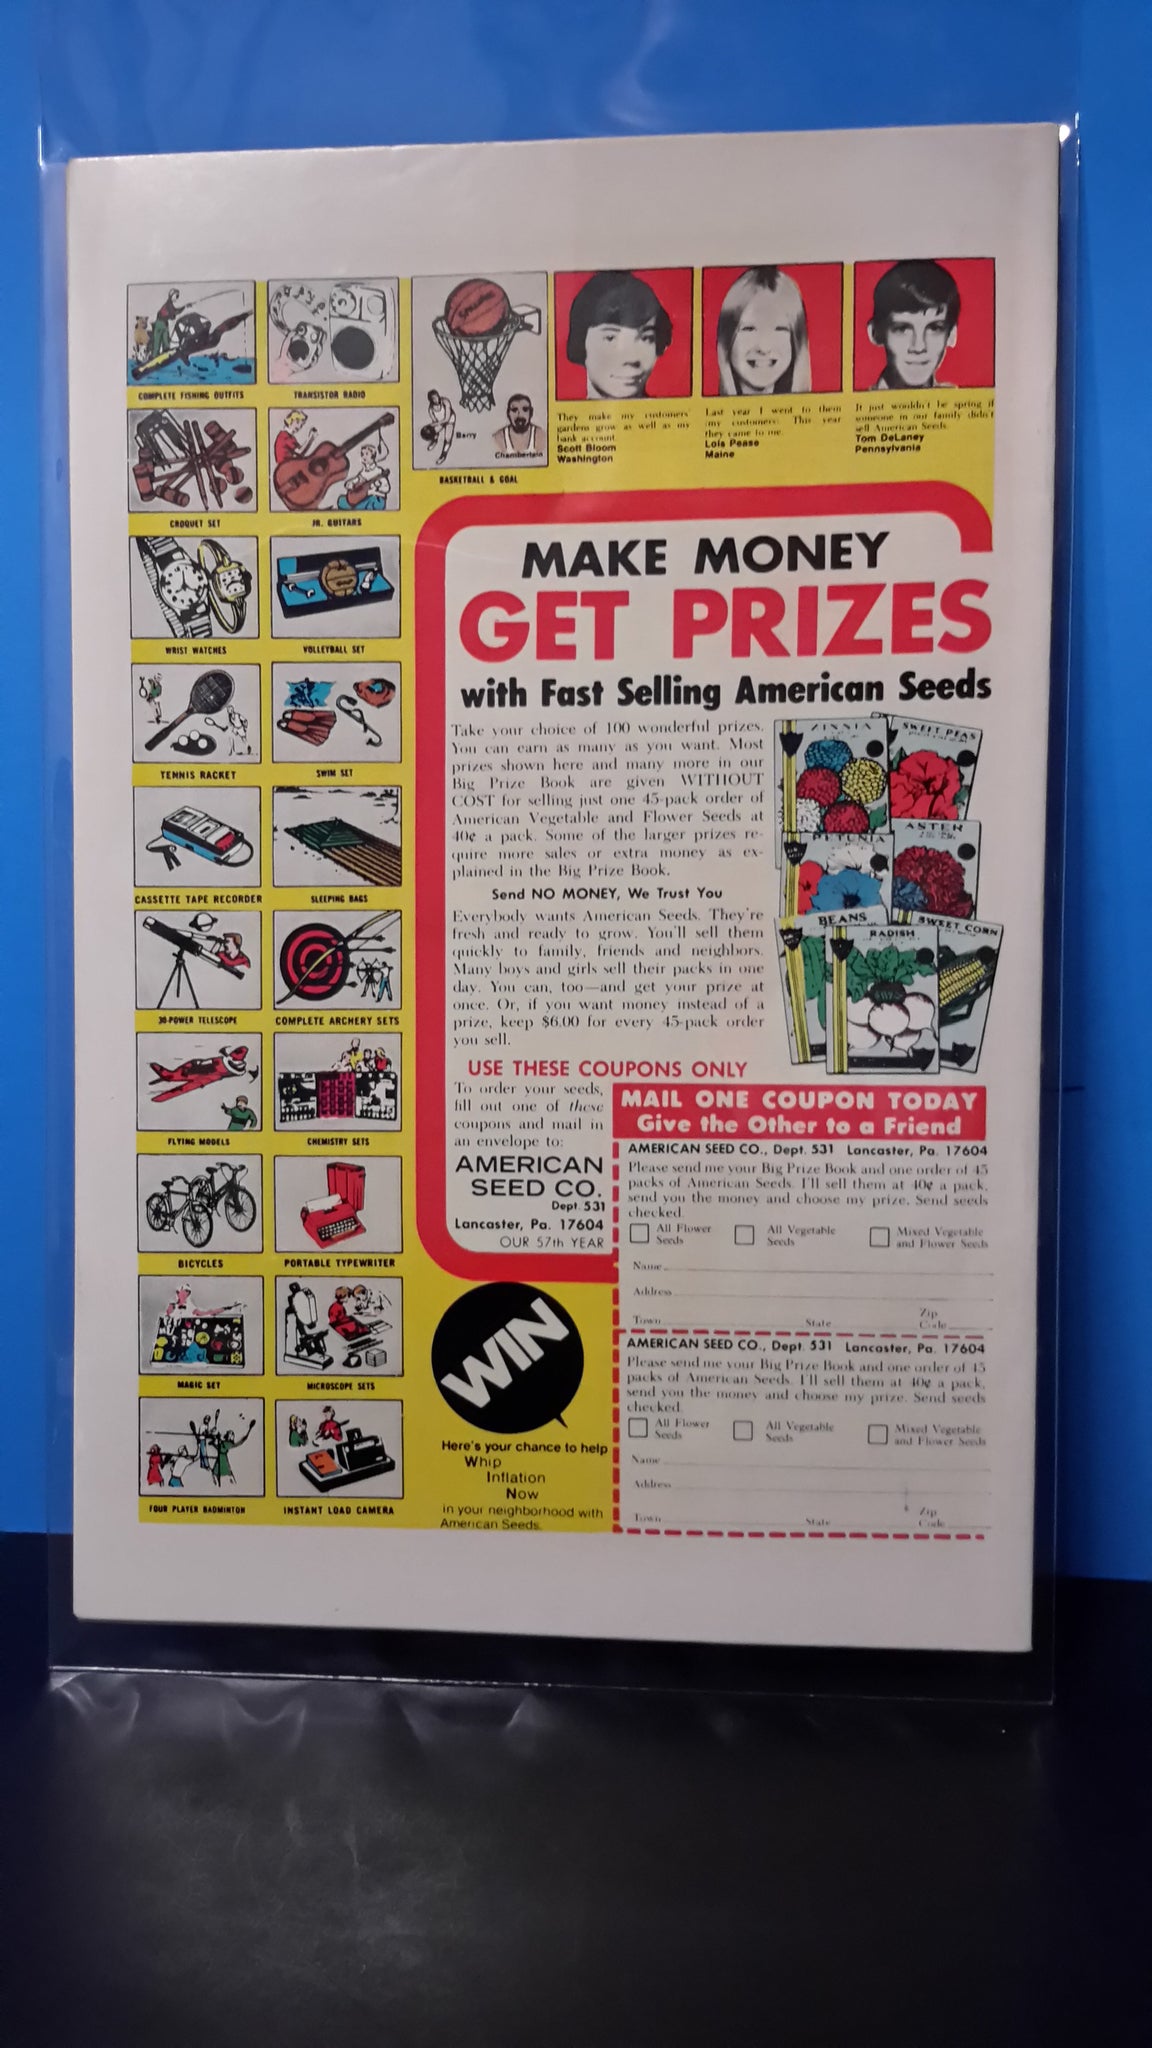 COMPLETE FISHING OUTFITS
TRANSISTOR RADIO
CROQUET SET
JR. GUITARS
WRIST WATCHES
VOLLEYBALL SET
TENNIS RACKET
SWIM SET
CASSETTE TAPE RECORDER
SLEEPING BAGS
30-POWER TELESCOPE
COMPLETE ARCHERY SETS
FLYING MODELS
CHEMISTRY SETS
BICYCLES
PORTABLE TYPEWRITER
MAGIC SET
MICROSCOPE SETS
FOUR PLAYER BADMINTON
INSTANT LOAD CAMERA
Barry
Chamberlain
BASKETBALL & GOAL
They make my customers'
gardens grow as well as my
bank account.
Scott Bloom
Washington
Last year I went to them
(my customers). This year
they came to me.
Lois Pease
Maine
It just wouldn't be spring if
someone in our family didn't
sell American Seeds.
Tom DeLaney
Pennsylvania
MAKE MONEY
GET PRIZES
with Fast Selling American Seeds
Take your choice of 100 wonderful prizes.
You can earn as many as you want. Most
prizes shown here and many more in our
Big Prize Book are given WITHOUT
COST for selling just one 45-pack order of
American Vegetable and Flower Seeds at
40¢ a pack. Some of the larger prizes re-
quire more sales or extra money as ex-
plained in the Big Prize Book.
Send NO MONEY, We Trust You
Everybody wants American Seeds. They're
fresh and ready to grow. You'll sell them
quickly to family, friends and neighbors.
Many boys and girls sell their packs in one
day. You can, too—and get your prize at
once. Or, if you want money instead of a
prize, keep $6.00 for every 45-pack order
you sell.
ZINNIA
SWEET PEAS
PETUNIA
ASTER
BEANS
RADISH
SWEET CORN
USE THESE COUPONS ONLY
To order your seeds,
fill out one of these
coupons and mail in
an envelope to:
AMERICAN
SEED CO.
Dept. 531
Lancaster, Pa. 17604
OUR 57th YEAR
MAIL ONE COUPON TODAY
Give the Other to a Friend
AMERICAN SEED CO., Dept. 531 Lancaster, Pa. 17604
Please send me your Big Prize Book and one order of 45
packs of American Seeds. I'll sell them at 40¢ a pack,
send you the money and choose my prize. Send seeds
checked.
All Flower Seeds
All Vegetable Seeds
Mixed Vegetable and Flower Seeds
Name
Address
Town State Zip Code
AMERICAN SEED CO., Dept. 531 Lancaster, Pa. 17604
Please send me your Big Prize Book and one order of 45
packs of American Seeds. I'll sell them at 40¢ a pack,
send you the money and choose my prize. Send seeds
checked.
All Flower Seeds
All Vegetable Seeds
Mixed Vegetable and Flower Seeds
Name
Address
Town State Zip Code
WIN
Here's your chance to help
Whip
Inflation
Now
in your neighborhood with
American Seeds.